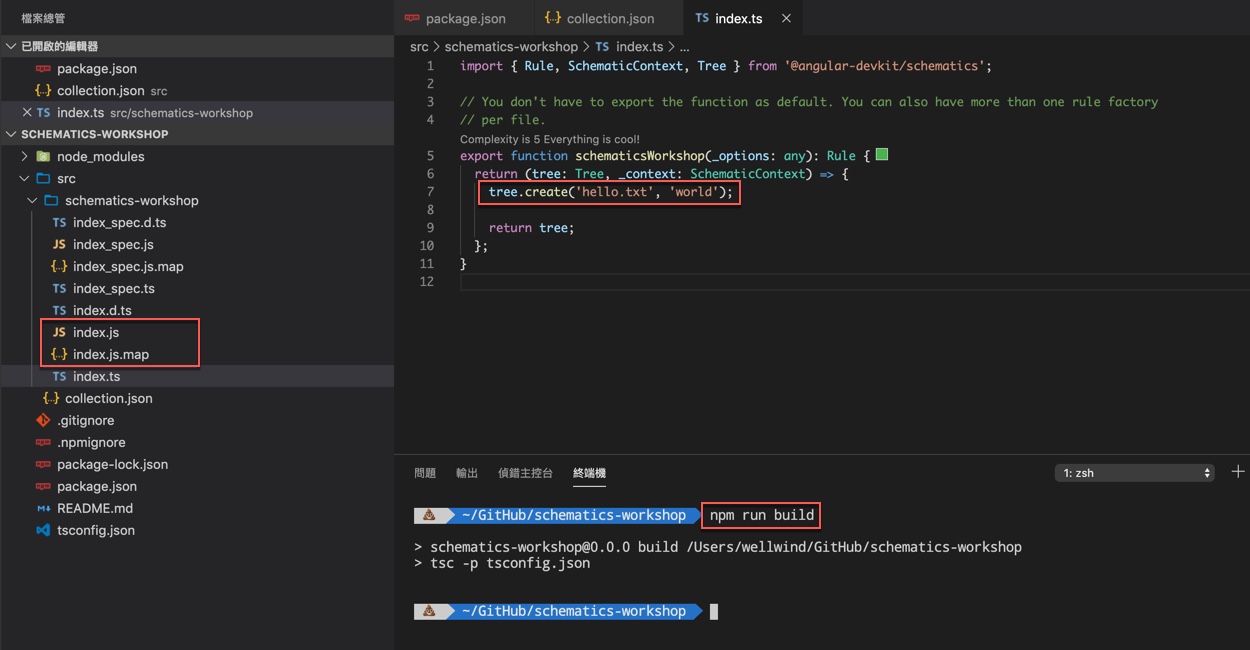 檔案總管
已開啟的編輯器
package.json
{..} collection.json src
TS index.ts src/schematics-workshop
SCHEMATICS-WORKSHOP
node_modules
src
schematics-workshop
TS index_spec.d.ts
JS index_spec.js
{..} index_spec.js.map
TS index_spec.ts
TS index.d.ts
JS index.js
{..} index.js.map
TS index.ts
{..} collection.json
.gitignore
.npmignore
package-lock.json
package.json
README.md
tsconfig.json
package.json {..} collection.json TS index.ts
src > schematics-workshop > TS index.ts > ...
1 import { Rule, SchematicContext, Tree } from '@angular-devkit/schematics';
2
3 // You don't have to export the function as default. You can also have more than one rule factory
4 // per file.
Complexity is 5 Everything is cool!
5 export function schematicsWorkshop(_options: any): Rule {
6 return (tree: Tree, _context: SchematicContext) => {
7 tree.create('hello.txt', 'world');
8
9 return tree;
10 };
11 }
12
問題 輸出 偵錯主控台 終端機 1: zsh
~/GitHub/schematics-workshop npm run build
> schematics-workshop@0.0.0 build /Users/wellwind/GitHub/schematics-workshop
> tsc -p tsconfig.json
~/GitHub/schematics-workshop